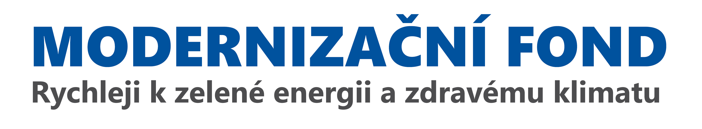 MODERNIZAČNÍ FOND
Rychleji k zelené energii a zdravému klimatu